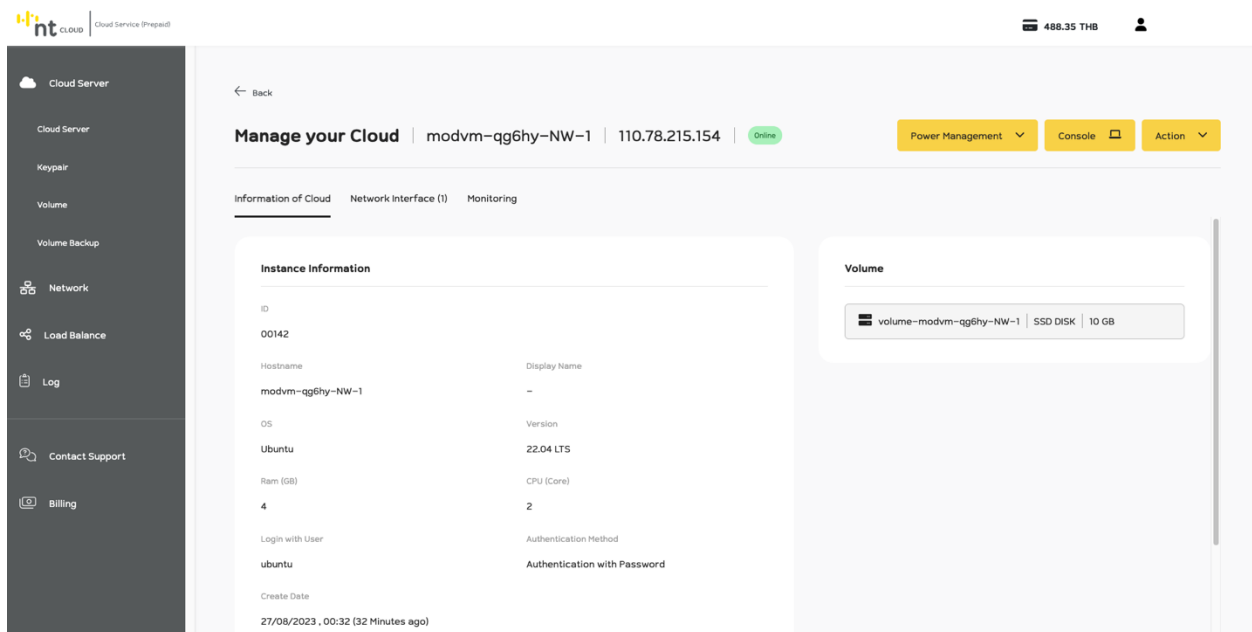 nt CLOUD | Cloud Service (Prepaid)
488.35 THB
Cloud Server
Cloud Server
Keypair
Volume
Volume Backup
Network
Load Balance
Log
Contact Support
Billing
Back
Manage your Cloud | modvm-qg6hy-NW-1 | 110.78.215.154 | Online
Power Management
Console
Action
Information of Cloud
Network Interface (1)
Monitoring
Instance Information
ID
00142
Hostname
modvm-qg6hy-NW-1
Display Name
-
OS
Ubuntu
Version
22.04 LTS
Ram (GB)
4
CPU (Core)
2
Login with User
ubuntu
Authentication Method
Authentication with Password
Create Date
27/08/2023 , 00:32 (32 Minutes ago)
Volume
volume-modvm-qg6hy-NW-1 | SSD DISK | 10 GB